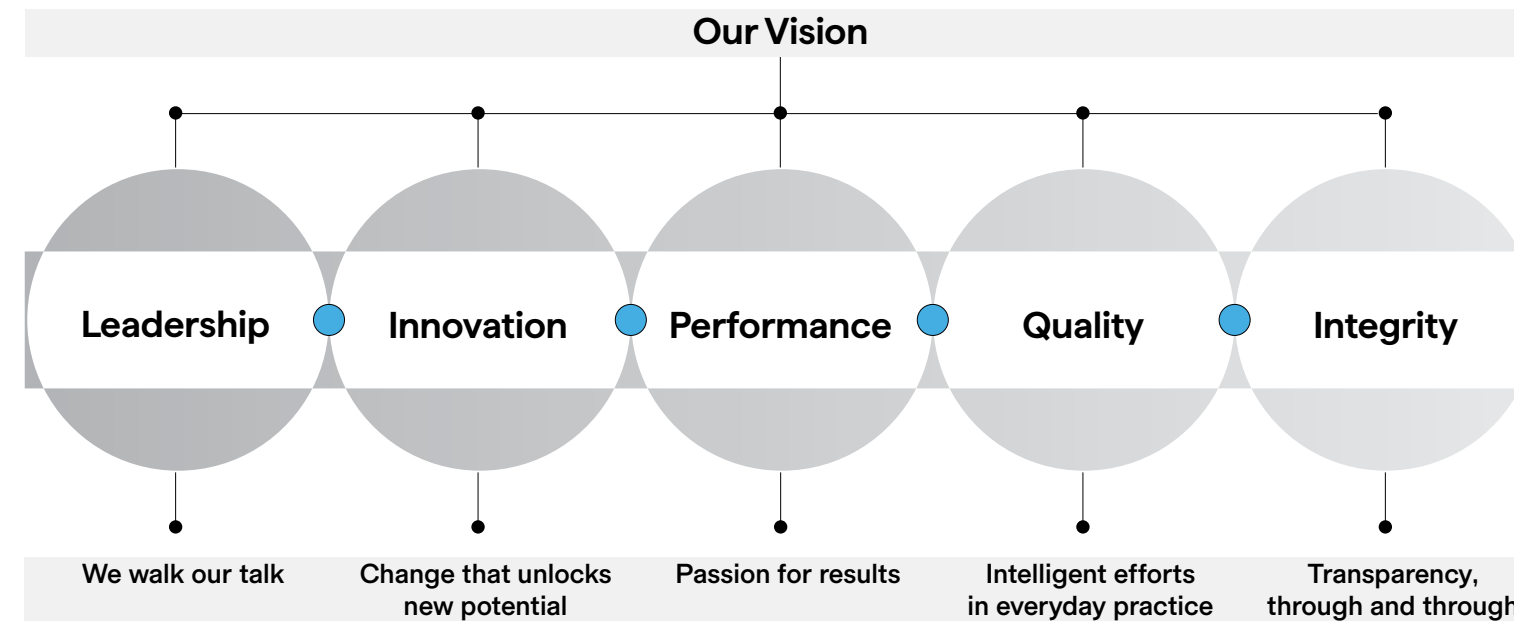 Our Vision
Leadership
Innovation
Performance
Quality
Integrity
We walk our talk
Change that unlocks
new potential
Passion for results
Intelligent efforts
in everyday practice
Transparency,
through and through